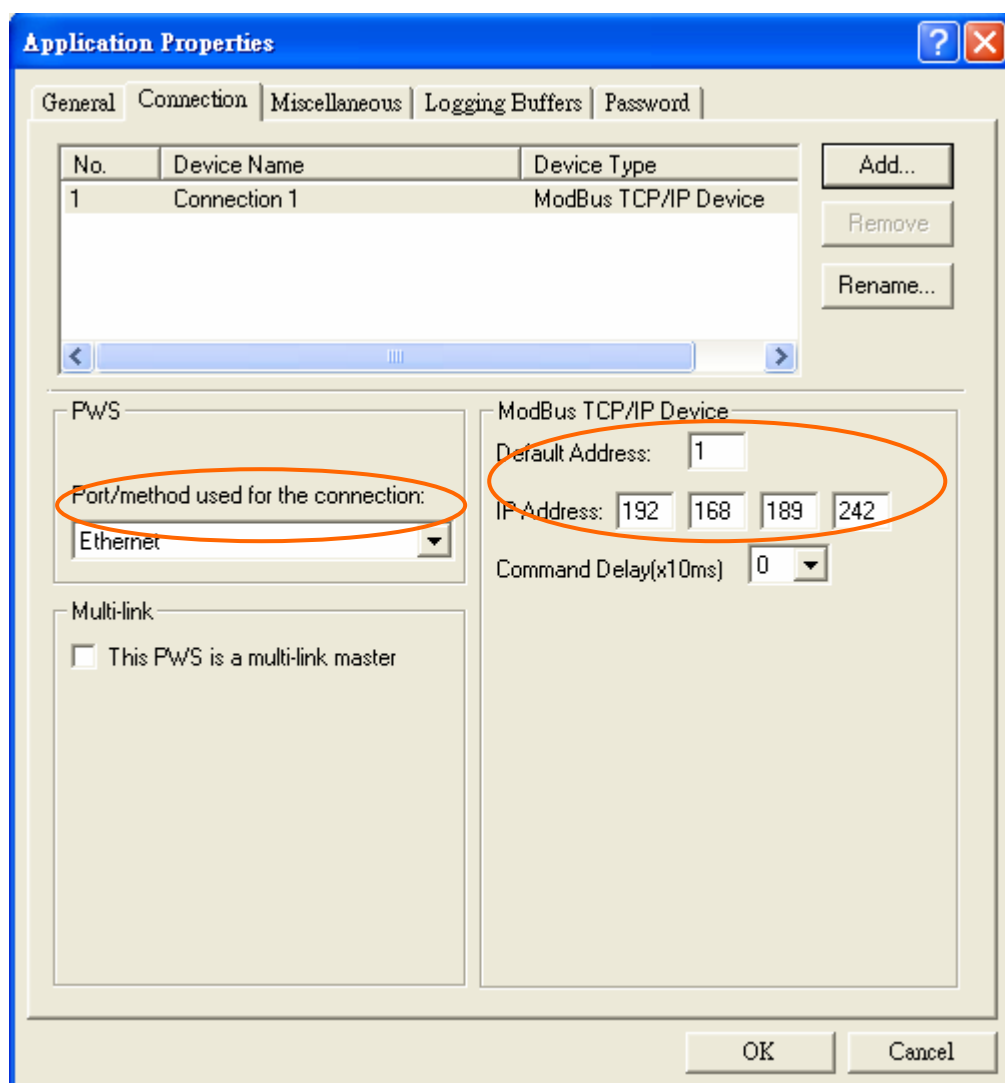 Application Properties
General Connection Miscellaneous Logging Buffers Password
No. Device Name Device Type
1 Connection 1 ModBus TCP/IP Device
Add...
Remove
Rename...
PWS
Port/method used for the connection:
Ethernet
Multi-link
This PWS is a multi-link master
ModBus TCP/IP Device
Default Address: 1
IP Address: 192 168 189 242
Command Delay(x10ms) 0
OK Cancel